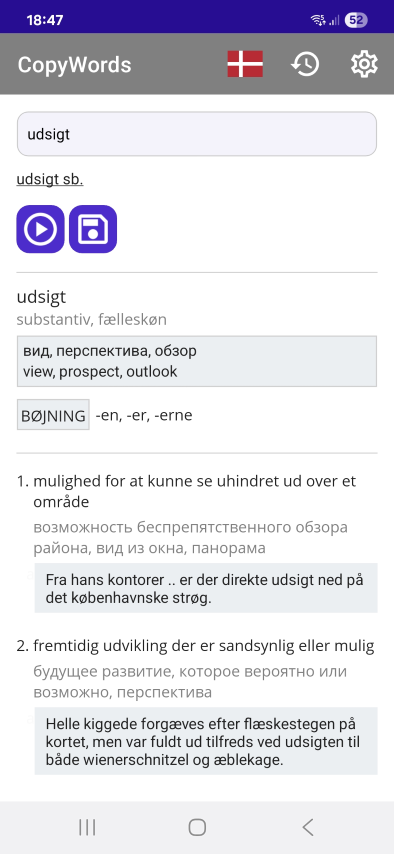 18:47
52
CopyWords
udsigt
udsigt sb.
udsigt
substantiv, fælleskøn
вид, перспектива, обзор
view, prospect, outlook
BØJNING -en, -er, -erne
1. mulighed for at kunne se uhindret ud over et
område
возможность беспрепятственного обзора
района, вид из окна, панорама
Fra hans kontorer .. er der direkte udsigt ned på
det københavnske strøg.
2. fremtidig udvikling der er sandsynlig eller mulig
будущее развитие, которое вероятно или
возможно, перспектива
Helle kiggede forgæves efter flæskestegen på
kortet, men var fuldt ud tilfreds ved udsigten til
både wienerschnitzel og æblekage.